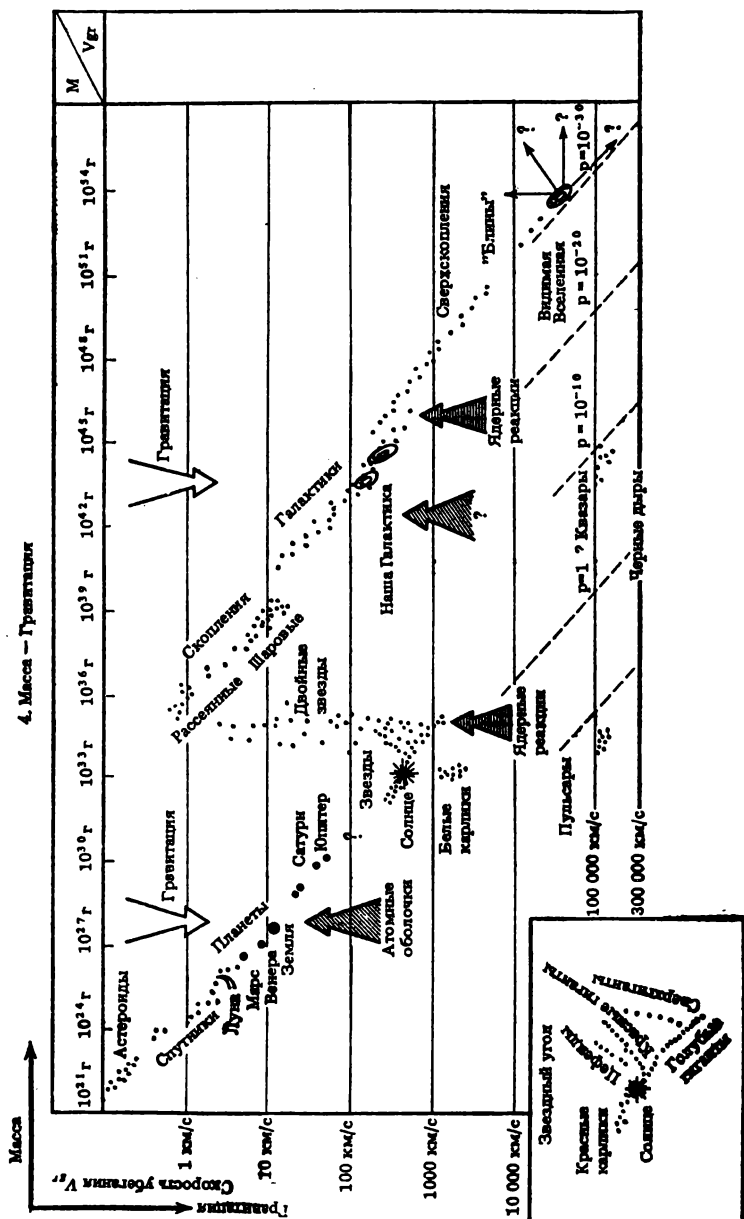 4. Масса — Гравитация
Масса
M
Vgr
10²¹ г
10²⁴ г
10²⁷ г
10³⁰ г
10³³ г
10³⁶ г
10³⁹ г
10⁴² г
10⁴⁵ г
10⁴⁸ г
10⁵¹ г
10⁵⁴ г
Гравитация
Скорость убегания Vgr
1 км/с
10 км/с
100 км/с
1000 км/с
10 000 км/с
100 000 км/с
300 000 км/с
Астероиды
Спутники
Луна
Марс
Венера
Земля
Планеты
Сатурн
Юпитер
?
Гравитация
Атомные
оболочки
Звезды
Солнце
Белые
карлики
Двойные
звезды
Ядерные
реакции
Пульсары
Рассеянные
Скопления
Шаровые
Галактики
Гравитация
Наша Галактика
?
Ядерные
реакции
Сверхскопления
"Блины"
Видимая
Вселенная
?
?
?
p=1 ? Квазары
p=10⁻¹⁰
p=10⁻²⁰
p=10⁻³⁰
Черные дыры
Звездный угол
Красные
карлики
Солнце
Цефеиды
Красные гиганты
Сверхгиганты
Голубые
гиганты